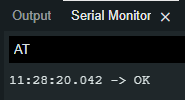 Output Serial Monitor ×
AT
11:28:20.042 -> OK